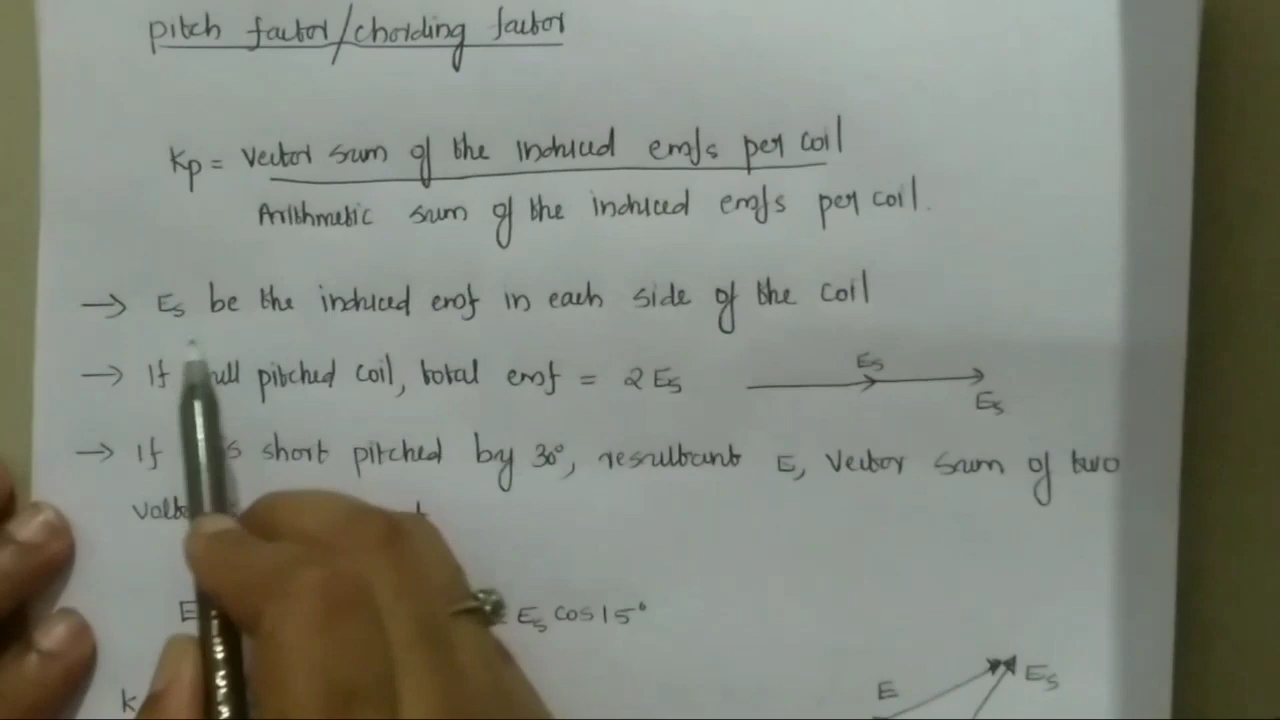 pitch factor/chording factor
Kp = Vector sum of the induced emfs per coil
Arithmetic sum of the induced emfs per coil.
→ Es be the induced emf in each side of the coil
→ If pitched coil, total emf = 2Es
Es
Es
→ If short pitched by 30°, resultant E, Vector sum of two
E
Es cos 15°
E
Es
k